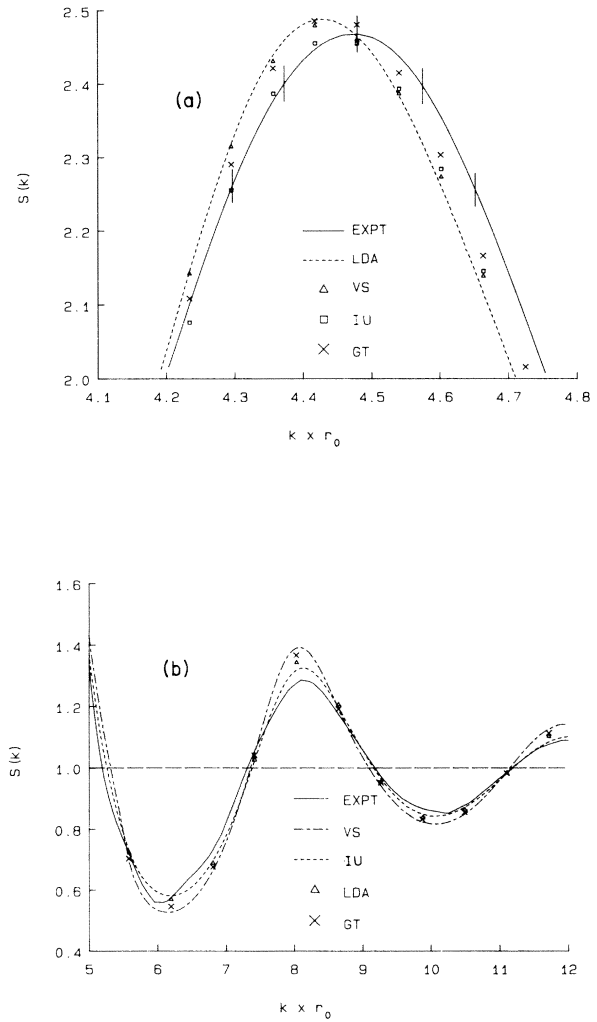 2.5
2.4
2.3
2.2
2.1
2.0
S(k)
(a)
EXPT
LDA
VS
IU
GT
4.1 4.2 4.3 4.4 4.5 4.6 4.7 4.8
k x r₀
1.6
1.4
1.2
1.0
0.8
0.6
0.4
S(k)
(b)
EXPT
VS
IU
LDA
GT
5 6 7 8 9 10 11 12
k x r₀